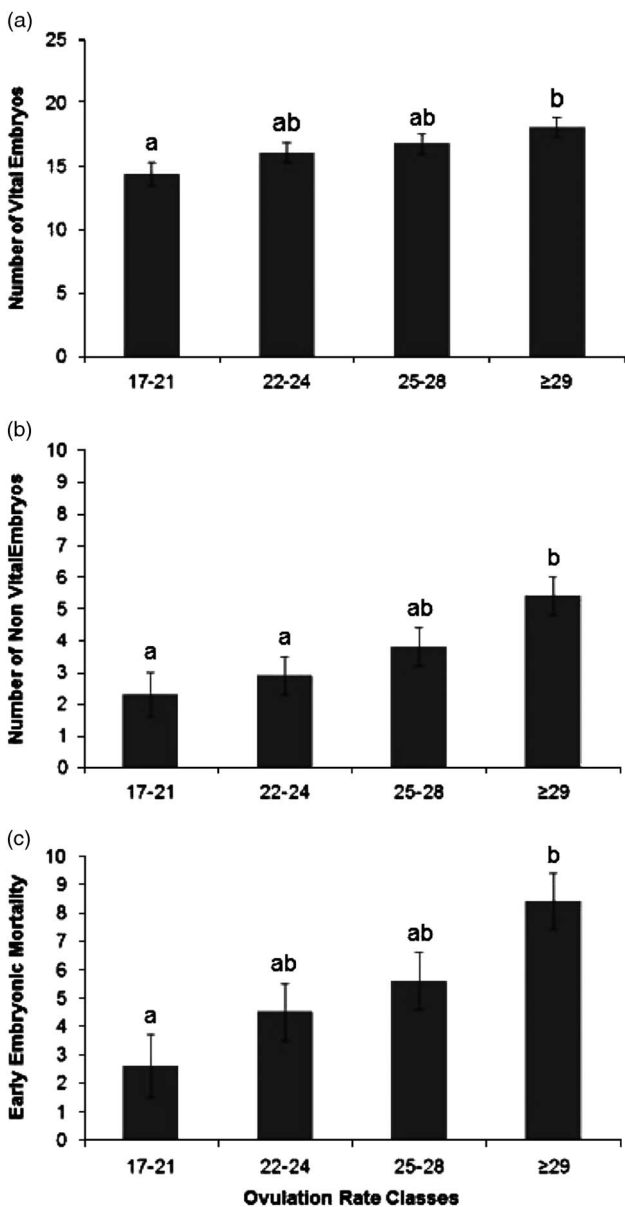 (a)
Number of Vital Embryos
25
20
15
10
5
0
a
ab
ab
b
17-21
22-24
25-28
≥29
(b)
Number of Non VitalEmbryos
10
9
8
7
6
5
4
3
2
1
0
a
a
ab
b
17-21
22-24
25-28
≥29
(c)
Early Embryonic Mortality
10
9
8
7
6
5
4
3
2
1
0
a
ab
ab
b
17-21
22-24
25-28
≥29
Ovulation Rate Classes